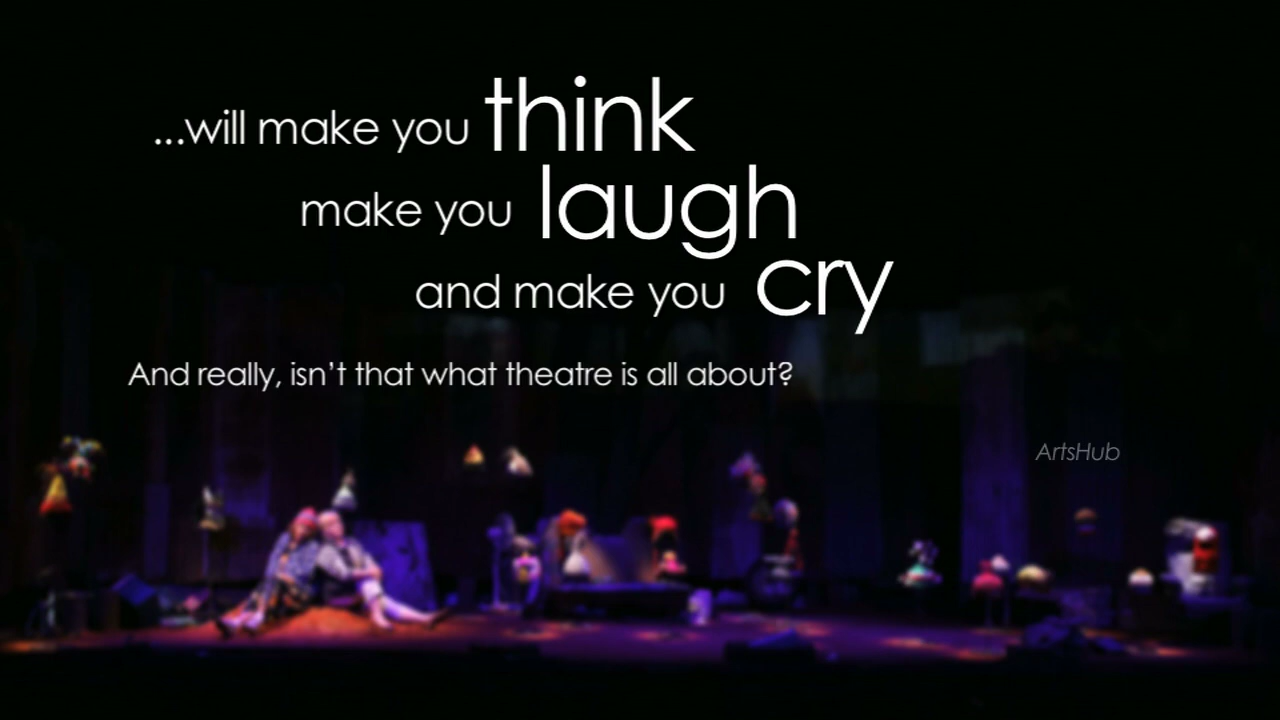 ...will make you think
make you laugh
and make you cry
And really, isn't that what theatre is all about?
ArtsHub